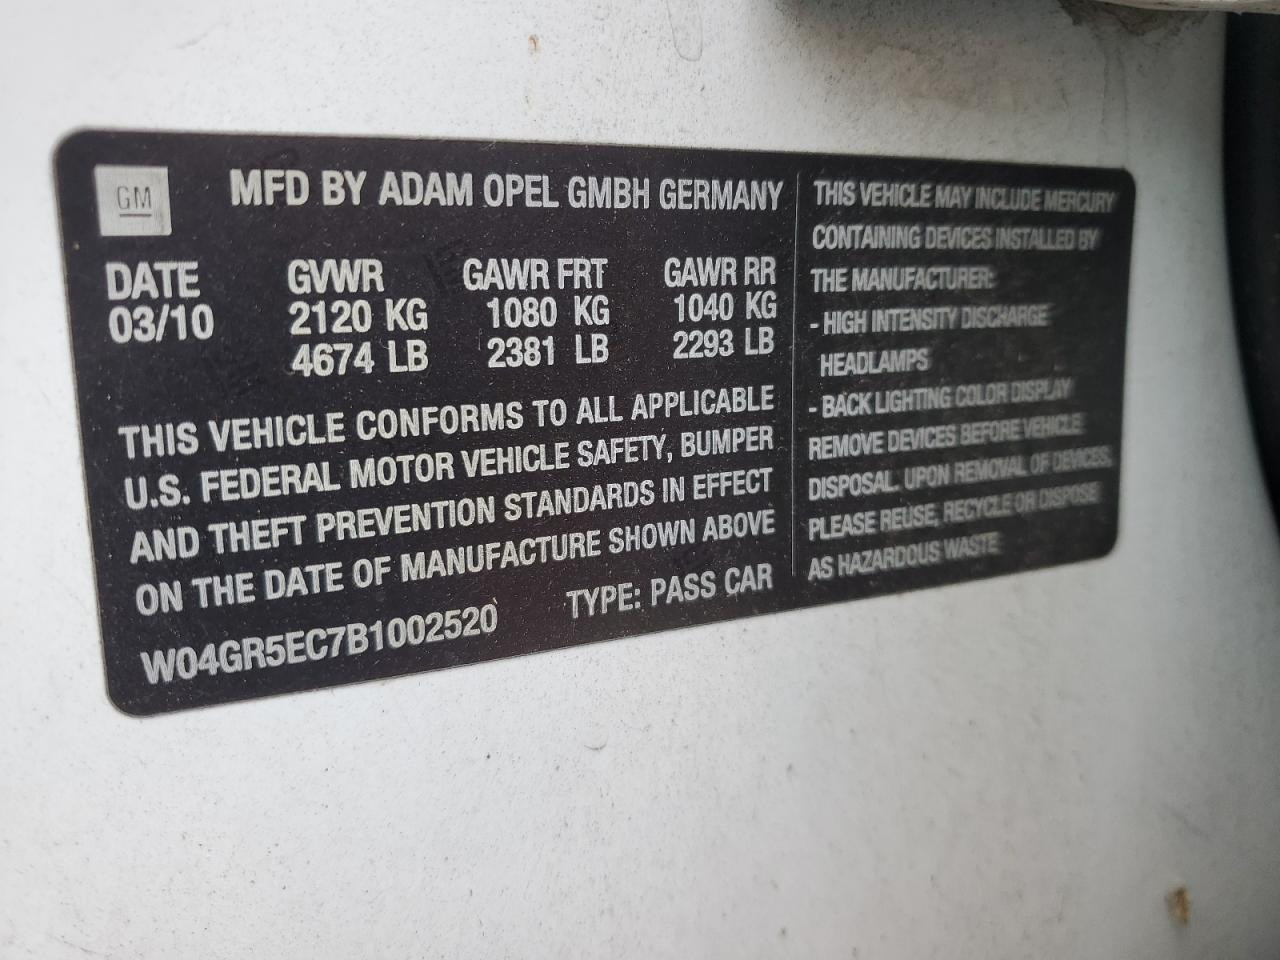 GM
MFD BY ADAM OPEL GMBH GERMANY
DATE GVWR GAWR FRT GAWR RR
03/10 2120 KG 1080 KG 1040 KG
4674 LB 2381 LB 2293 LB
THIS VEHICLE CONFORMS TO ALL APPLICABLE
U.S. FEDERAL MOTOR VEHICLE SAFETY, BUMPER
AND THEFT PREVENTION STANDARDS IN EFFECT
ON THE DATE OF MANUFACTURE SHOWN ABOVE
W04GR5EC7B1002520 TYPE: PASS CAR
THIS VEHICLE MAY INCLUDE MERCURY
CONTAINING DEVICES INSTALLED BY
THE MANUFACTURER:
- HIGH INTENSITY DISCHARGE
HEADLAMPS
- BACK LIGHTING COLOR DISPLAY
REMOVE DEVICES BEFORE VEHICLE
DISPOSAL. UPON REMOVAL OF DEVICES,
PLEASE REUSE, RECYCLE OR DISPOSE
AS HAZARDOUS WASTE